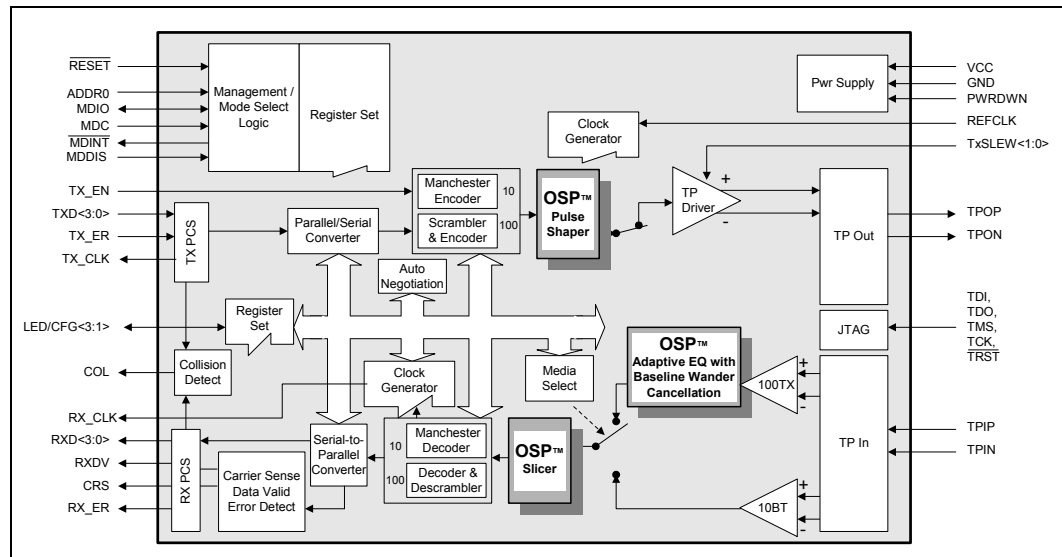 RESET
ADDR0
MDIO
MDC
MDINT
MDDIS
Management /
Mode Select
Logic
Register Set
Pwr Supply
VCC
GND
PWRDWN
REFCLK
TxSLEW<1:0>
Clock
Generator
TX_EN
TXD<3:0>
TX_ER
TX_CLK
TX PCS
Parallel/Serial
Converter
Manchester
Encoder
10
Scrambler
& Encoder
100
OSP™
Pulse
Shaper
TP
Driver
+
-
TP Out
TPOP
TPON
Auto
Negotiation
LED/CFG<3:1>
Register
Set
JTAG
TDI,
TDO,
TMS,
TCK,
TRST
COL
Collision
Detect
Clock
Generator
Media
Select
OSP™
Adaptive EQ with
Baseline Wander
Cancellation
100TX
+
-
TP In
TPIP
TPIN
RX_CLK
RXD<3:0>
RXDV
CRS
RX_ER
RX PCS
Carrier Sense
Data Valid
Error Detect
Serial-to-
Parallel
Converter
10
Manchester
Decoder
100
Decoder &
Descrambler
OSP™
Slicer
10BT
+
-